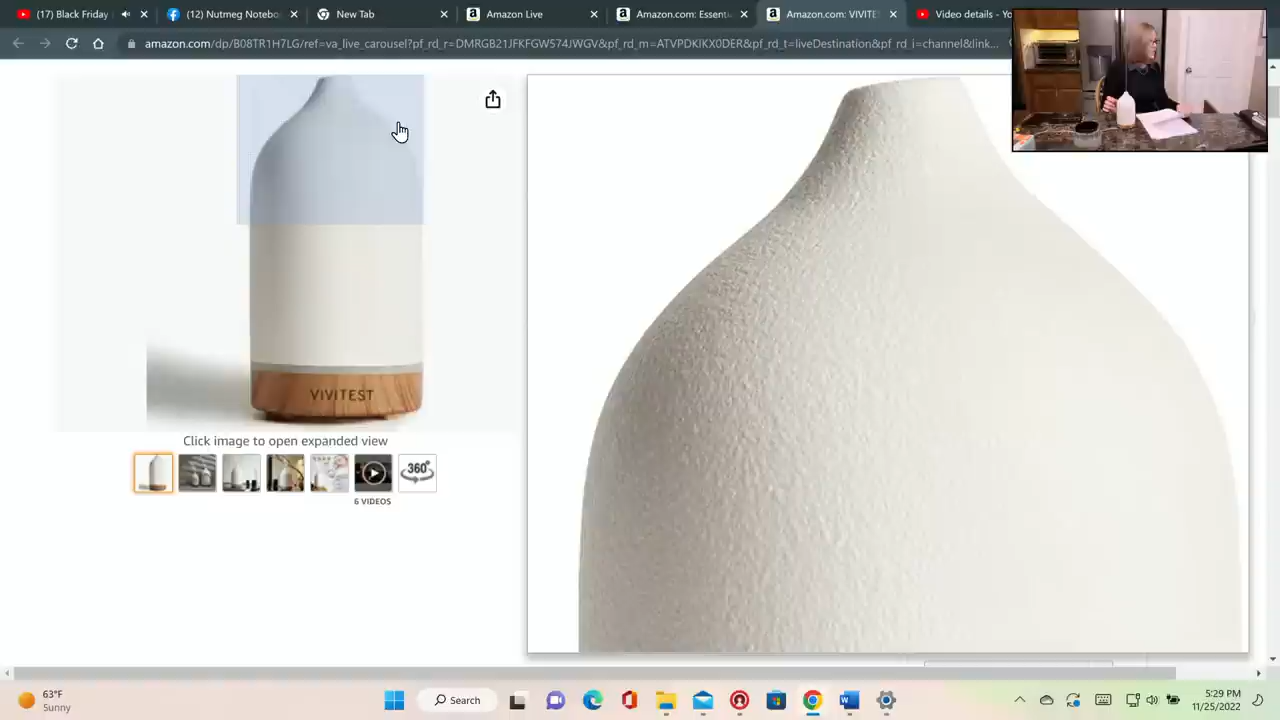 (17) Black Friday
(12) Nutmeg Notebo
New Tab
Amazon Live
Amazon.com: Essenti
Amazon.com: VIVITE
Video details - Yo
amazon.com/dp/B08TR1H7LG/ref=va_live_carousel?pf_rd_r=DMRGB21JFKFGW574JWGV&pf_rd_m=ATVPDKIKX0DER&pf_rd_t=liveDestination&pf_rd_i=channel&link...
VIVITEST
Click image to open expanded view
360°
6 VIDEOS
63°F
Sunny
Search
5:29 PM
11/25/2022